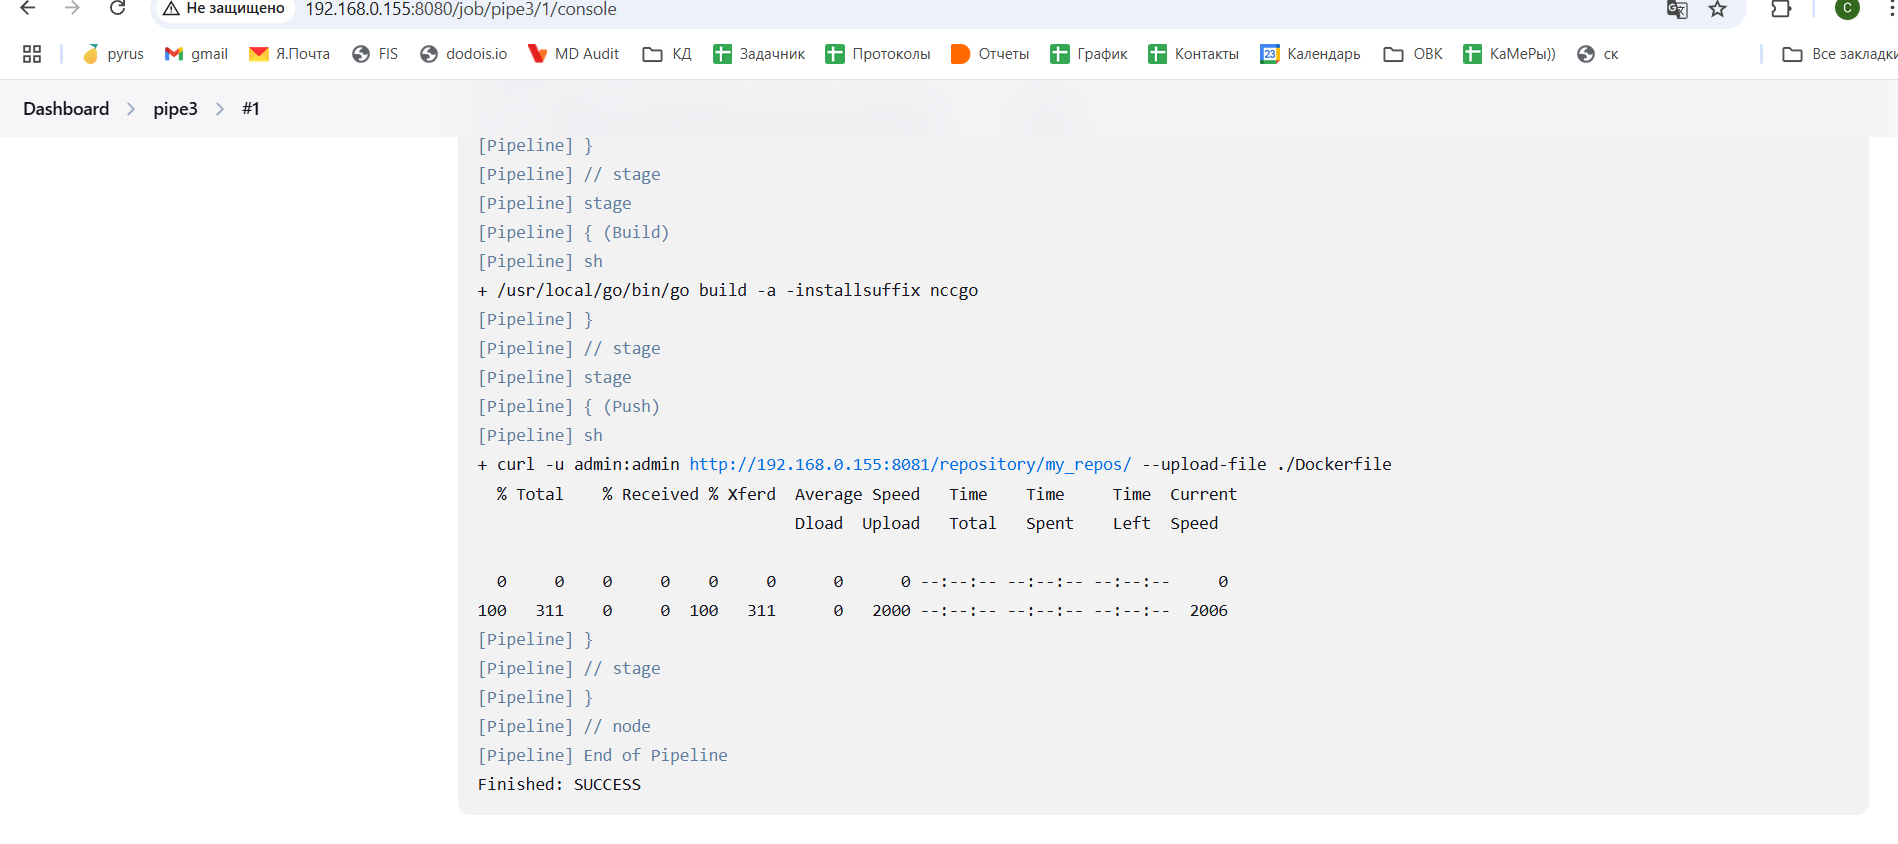 Не защищено 192.168.0.155:8080/job/pipe3/1/console C
pyrus gmail Я.Почта FIS dodois.io MD Audit КД Задачник Протоколы Отчеты График Контакты 23 Календарь ОВК КаМеРы)) ск Все закладки
Dashboard pipe3 #1
[Pipeline] }
[Pipeline] // stage
[Pipeline] stage
[Pipeline] { (Build)
[Pipeline] sh
+ /usr/local/go/bin/go build -a -installsuffix nccgo
[Pipeline] }
[Pipeline] // stage
[Pipeline] stage
[Pipeline] { (Push)
[Pipeline] sh
+ curl -u admin:admin http://192.168.0.155:8081/repository/my_repos/ --upload-file ./Dockerfile
% Total % Received % Xferd Average Speed Time Time Time Current
Dload Upload Total Spent Left Speed
0 0 0 0 0 0 0 0 --:--:-- --:--:-- --:--:-- 0
100 311 0 0 100 311 0 2000 --:--:-- --:--:-- --:--:-- 2006
[Pipeline] }
[Pipeline] // stage
[Pipeline] }
[Pipeline] // node
[Pipeline] End of Pipeline
Finished: SUCCESS